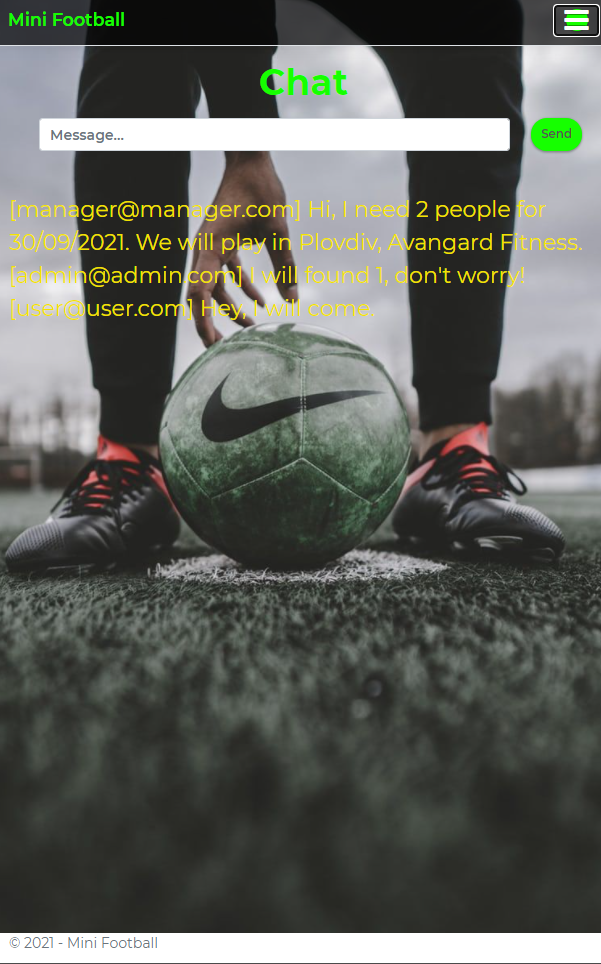 Mini Football
Chat
Message...
Send
[manager@manager.com] Hi, I need 2 people for
30/09/2021. We will play in Plovdiv, Avangard Fitness.
[admin@admin.com] I will found 1, don't worry!
[user@user.com] Hey, I will come.
© 2021 - Mini Football